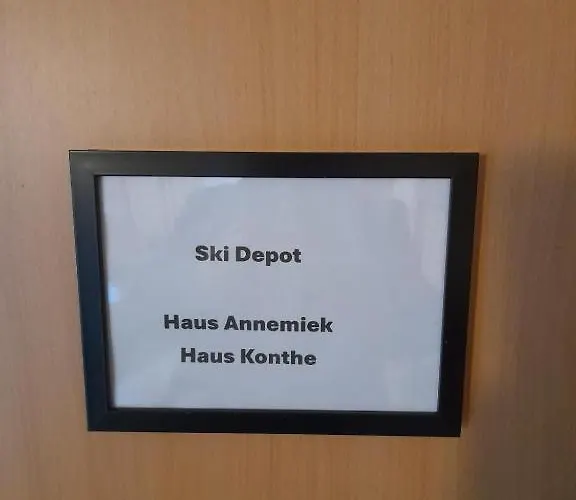 Ski Depot
Haus Annemiek
Haus Konthe